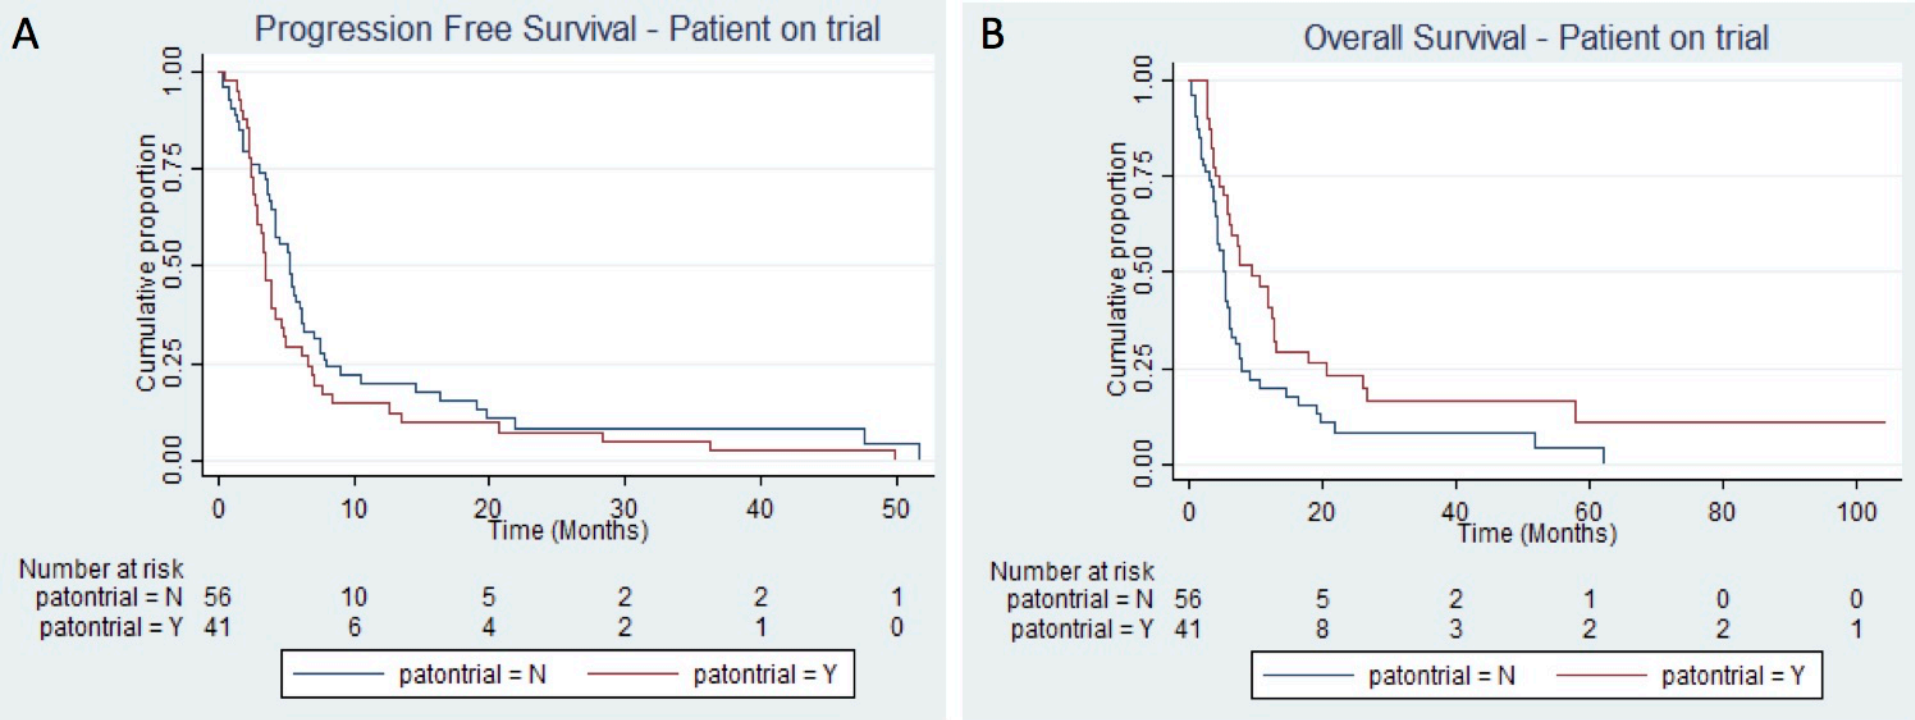 A
Progression Free Survival - Patient on trial
Cumulative proportion
1.00
0.75
0.50
0.25
0.00
0 10 20 30 40 50
Time (Months)
Number at risk
patontrial = N 56 10 5 2 2 1
patontrial = Y 41 6 4 2 1 0
patontrial = N patontrial = Y
B
Overall Survival - Patient on trial
Cumulative proportion
1.00
0.75
0.50
0.25
0.00
0 20 40 60 80 100
Time (Months)
Number at risk
patontrial = N 56 5 2 1 0 0
patontrial = Y 41 8 3 2 2 1
patontrial = N patontrial = Y